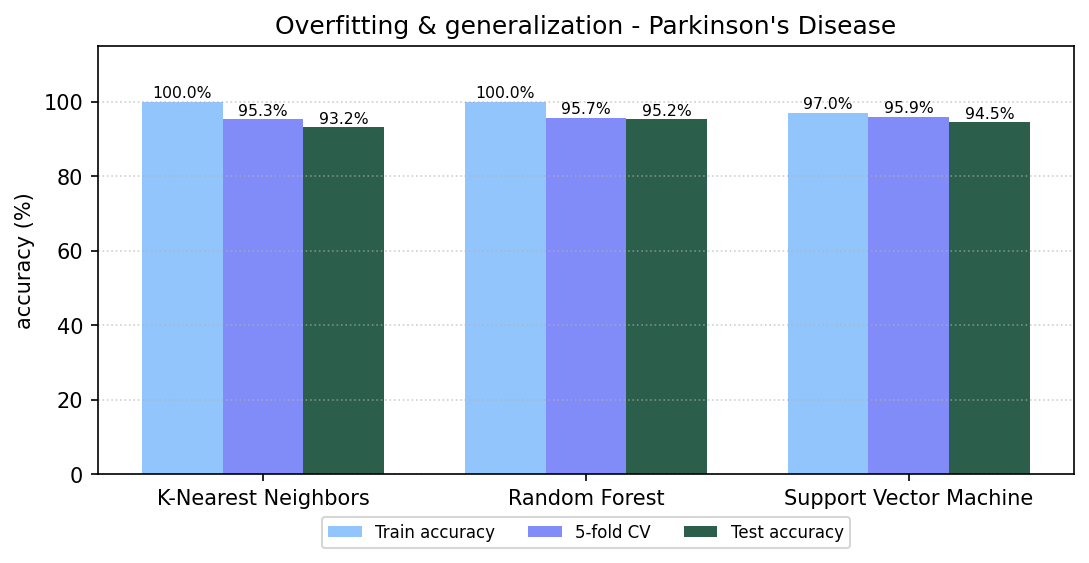 Overfitting & generalization - Parkinson's Disease
accuracy (%)
100
80
60
40
20
0
100.0%
95.3%
93.2%
100.0%
95.7%
95.2%
97.0%
95.9%
94.5%
K-Nearest Neighbors
Random Forest
Support Vector Machine
Train accuracy
5-fold CV
Test accuracy